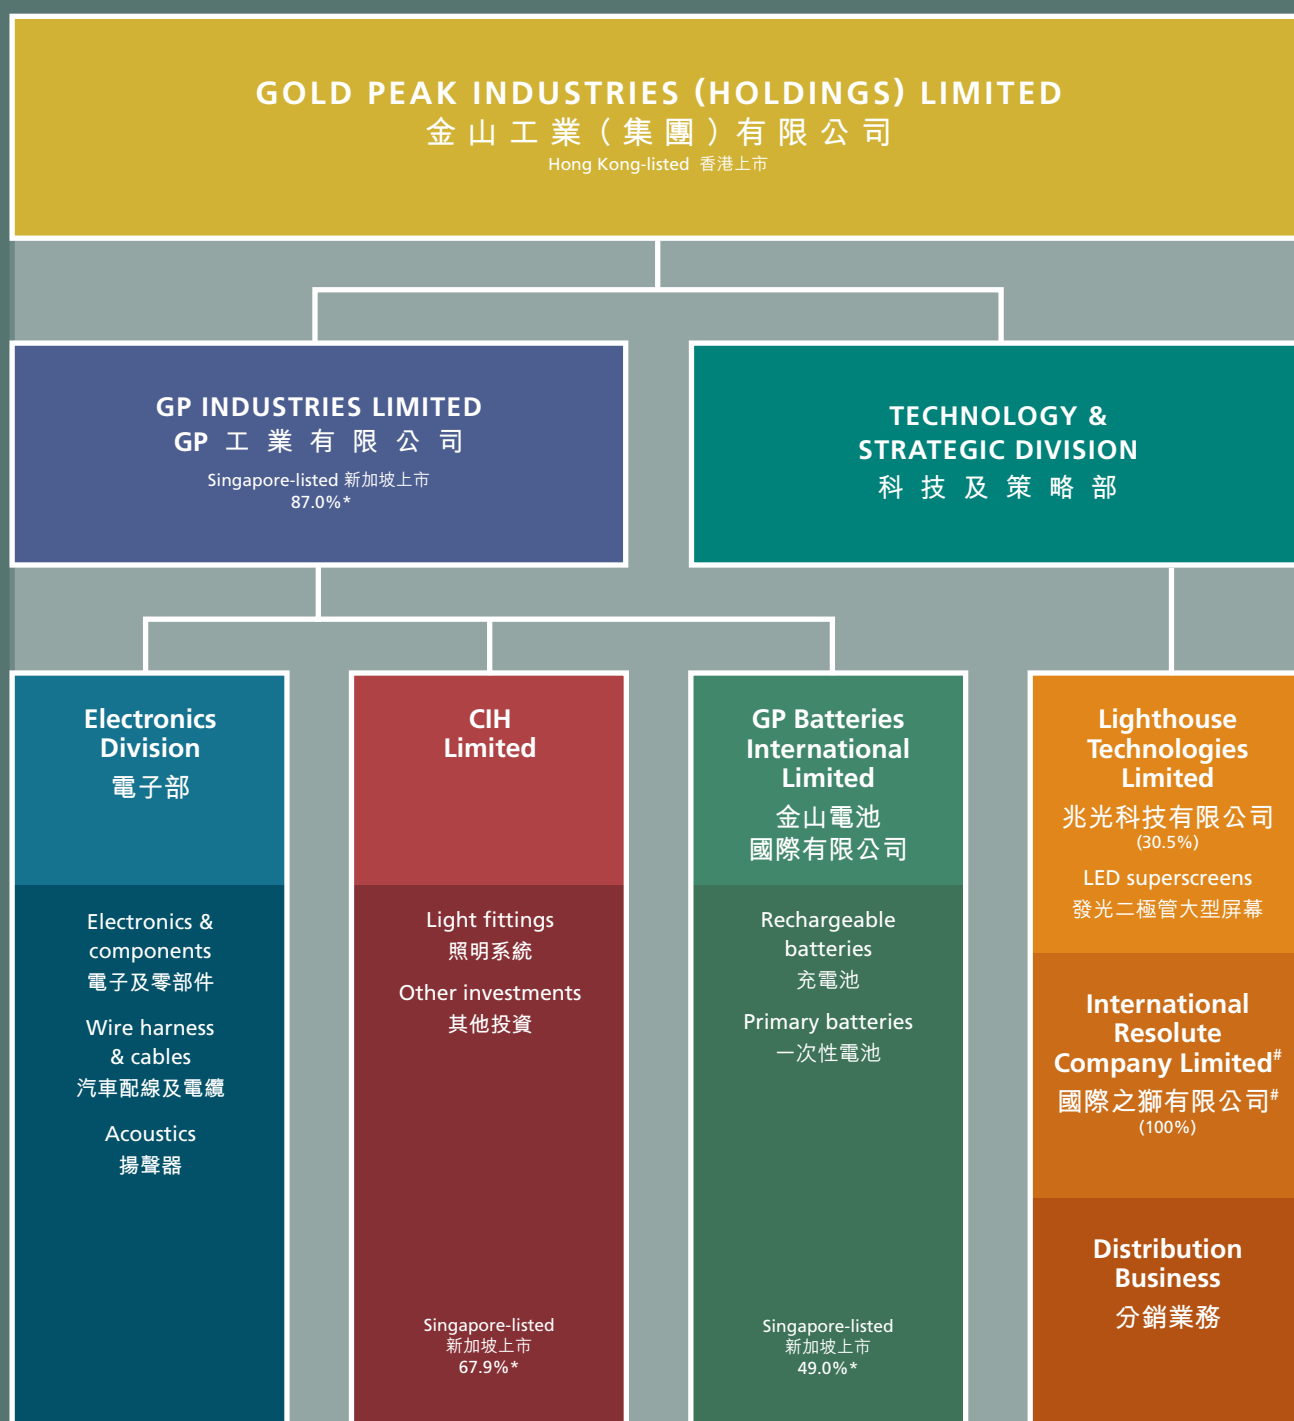 GOLD PEAK INDUSTRIES (HOLDINGS) LIMITED
金山工業（集團）有限公司
Hong Kong-listed 香港上市
GP INDUSTRIES LIMITED
GP 工業有限公司
Singapore-listed 新加坡上市
87.0%*
TECHNOLOGY &
STRATEGIC DIVISION
科技及策略部
Electronics
Division
電子部
Electronics &
components
電子及零部件
Wire harness
& cables
汽車配線及電纜
Acoustics
揚聲器
CIH
Limited
Light fittings
照明系統
Other investments
其他投資
Singapore-listed
新加坡上市
67.9%*
GP Batteries
International
Limited
金山電池
國際有限公司
Rechargeable
batteries
充電池
Primary batteries
一次性電池
Singapore-listed
新加坡上市
49.0%*
Lighthouse
Technologies
Limited
兆光科技有限公司
(30.5%)
LED superscreens
發光二極管大型屏幕
International
Resolute
Company Limited#
國際之獅有限公司#
(100%)
Distribution
Business
分銷業務